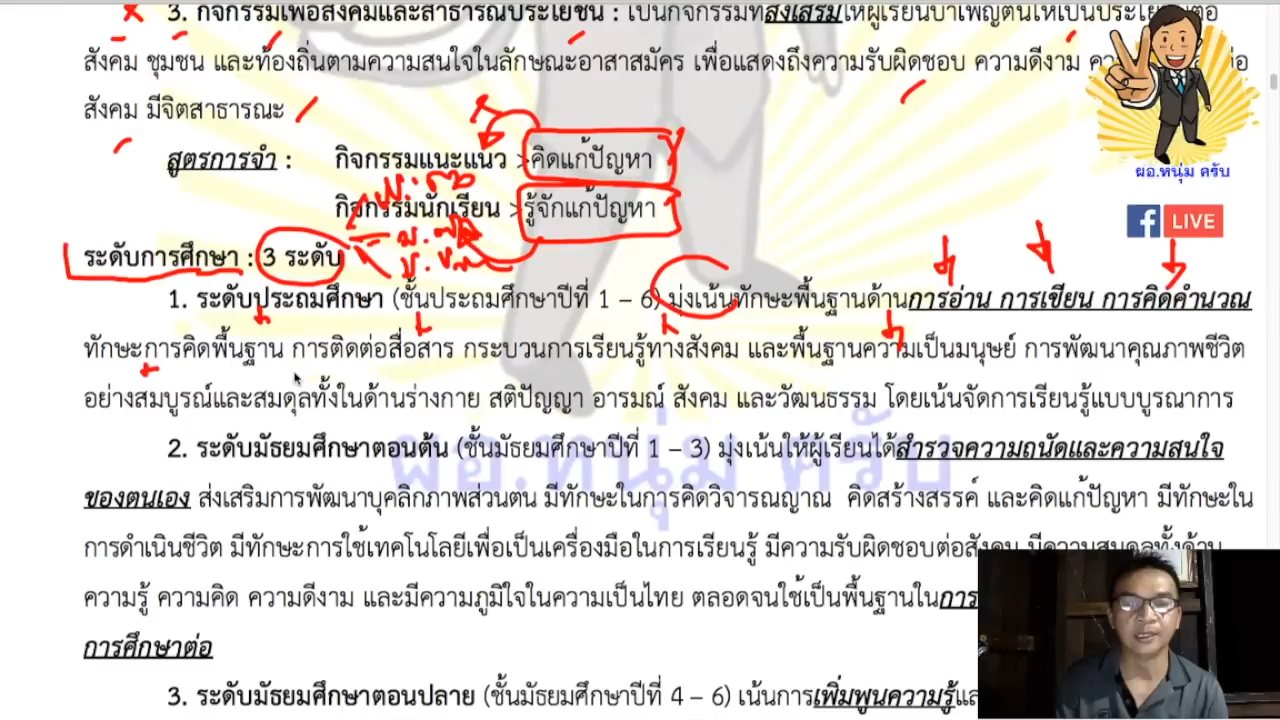 3. กิจกรรมเพื่อสังคมและสาธารณประโยชน์ : เป็นกิจกรรมที่ส่งเสริมให้ผู้เรียนบำเพ็ญตนให้เป็นประโยชน์ต่อ
สังคม ชุมชน และท้องถิ่นตามความสนใจในลักษณะอาสาสมัคร เพื่อแสดงถึงความรับผิดชอบ ความดีงาม
สังคม มีจิตสาธารณะ
ผอ.หนุ่ม ครับ
สูตรการจำ : กิจกรรมแนะแนว >คิดแก้ปัญหา
กิจกรรมนักเรียน >รู้จักแก้ปัญหา
LIVE
ระดับการศึกษา : 3 ระดับ
1. ระดับประถมศึกษา (ชั้นประถมศึกษาปีที่ 1 – 6) มุ่งเน้นทักษะพื้นฐานด้านการอ่าน การเขียน การคิดคำนวณ
ทักษะการคิดพื้นฐาน การติดต่อสื่อสาร กระบวนการเรียนรู้ทางสังคม และพื้นฐานความเป็นมนุษย์ การพัฒนาคุณภาพชีวิต
อย่างสมบูรณ์และสมดุลทั้งในด้านร่างกาย สติปัญญา อารมณ์ สังคม และวัฒนธรรม โดยเน้นจัดการเรียนรู้แบบบูรณาการ
2. ระดับมัธยมศึกษาตอนต้น (ชั้นมัธยมศึกษาปีที่ 1 – 3) มุ่งเน้นให้ผู้เรียนได้สำรวจความถนัดและความสนใจ
ผอ.หนุ่ม ครับ
ของตนเอง ส่งเสริมการพัฒนาบุคลิกภาพส่วนตน มีทักษะในการคิดวิจารณญาณ คิดสร้างสรรค์ และคิดแก้ปัญหา มีทักษะใน
การดำเนินชีวิต มีทักษะการใช้เทคโนโลยีเพื่อเป็นเครื่องมือในการเรียนรู้ มีความรับผิดชอบต่อสังคม มีความสมดุลทั้งด้าน
ความรู้ ความคิด ความดีงาม และมีความภูมิใจในความเป็นไทย ตลอดจนใช้เป็นพื้นฐานในการ
การศึกษาต่อ
3. ระดับมัธยมศึกษาตอนปลาย (ชั้นมัธยมศึกษาปีที่ 4 – 6) เน้นการเพิ่มพูนความรู้